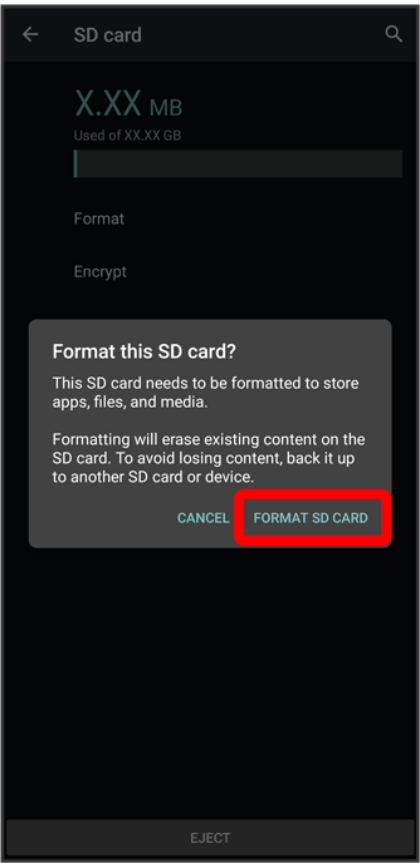 SD card
X.XX MB
Used of XX.XX GB
Format
Encrypt
Format this SD card?
This SD card needs to be formatted to store
apps, files, and media.
Formatting will erase existing content on the
SD card. To avoid losing content, back it up
to another SD card or device.
CANCEL FORMAT SD CARD
EJECT